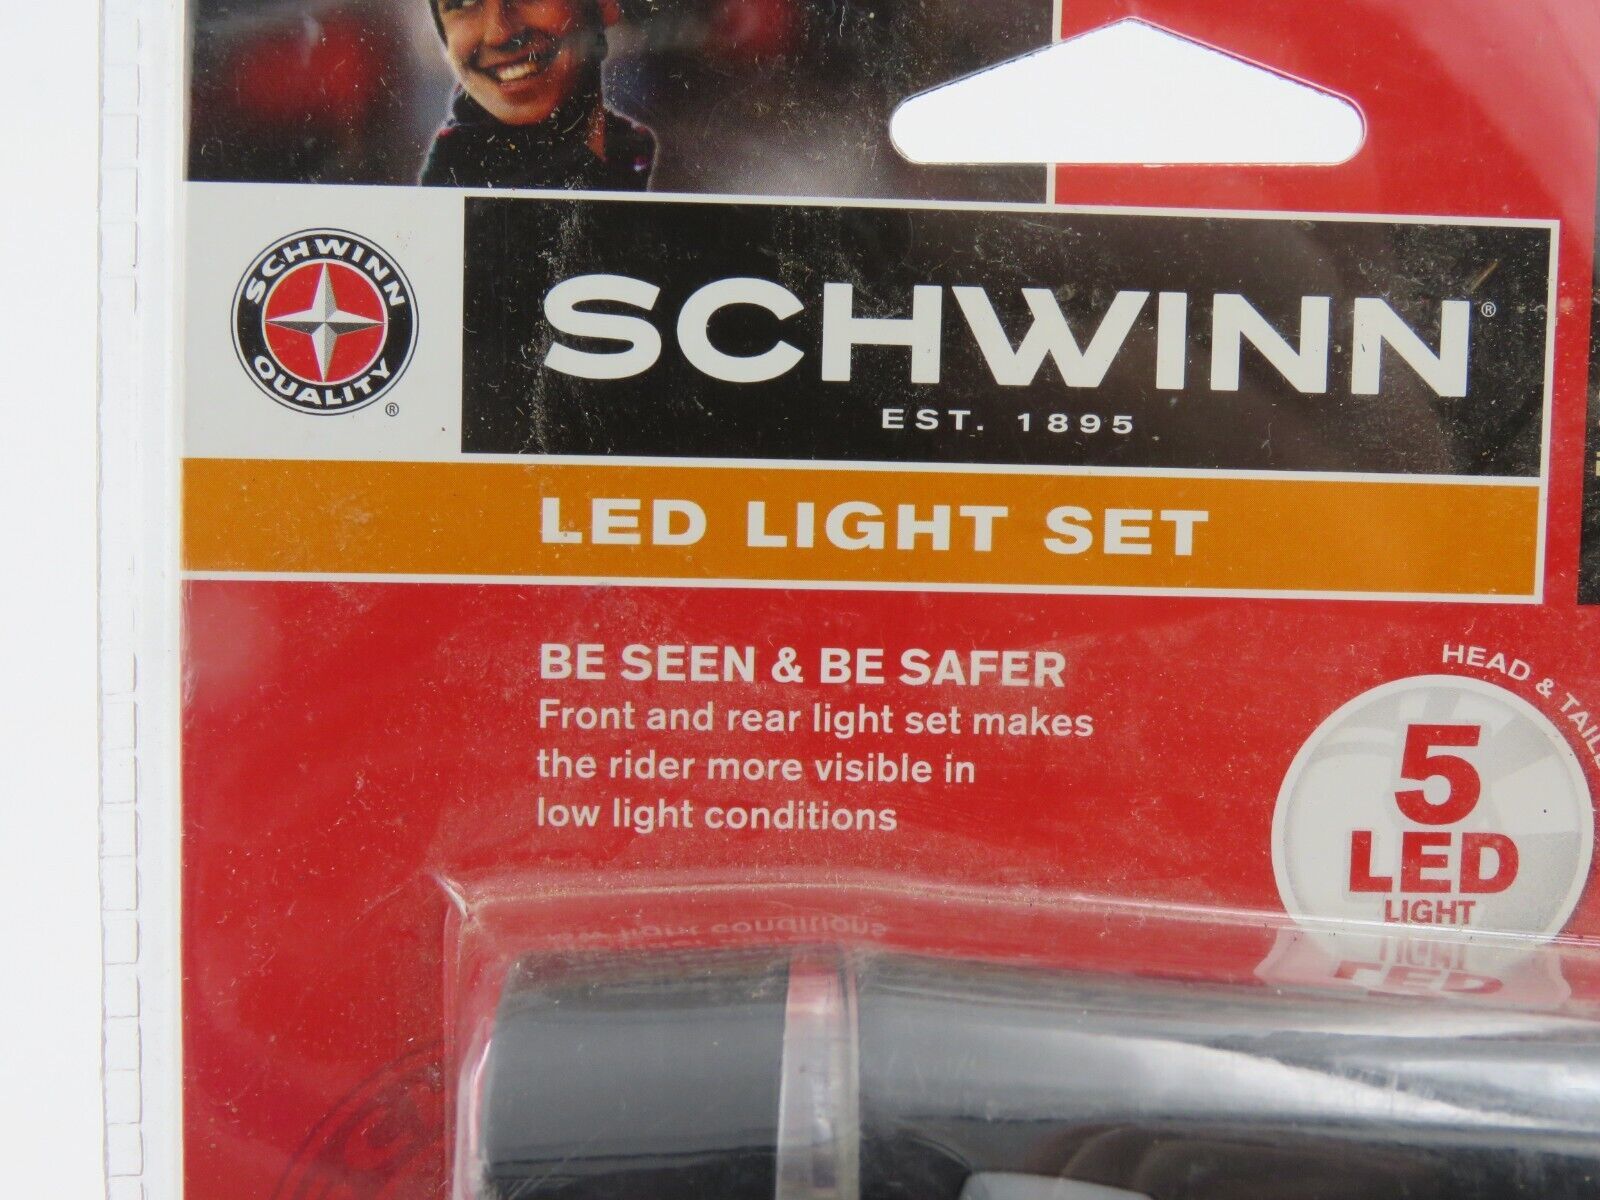 SCHWINN
QUALITY
®
SCHWINN®
EST. 1895
LED LIGHT SET
BE SEEN & BE SAFER
Front and rear light set makes
the rider more visible in
low light conditions
HEAD & TAIL
5
LED
LIGHT